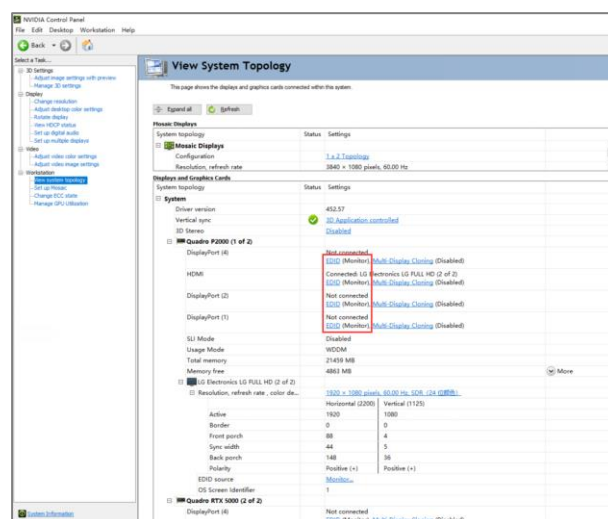 NVIDIA Control Panel
File Edit Desktop Workstation Help
Back
Select a Task...
3D Settings
Adjust image settings with preview
Manage 3D settings
Display
Change resolution
Adjust desktop color settings
Rotate display
View HDCP status
Set up digital audio
Set up multiple displays
Video
Adjust video color settings
Adjust video image settings
Workstation
View system topology
Set up Mosaic
Change ECC state
Manage GPU Utilization
System Information
View System Topology
This page shows the displays and graphics cards connected within this system.
Expand all Refresh
Mosaic Displays
System topology Status Settings
Mosaic Displays
Configuration 1 x 2 Topology
Resolution, refresh rate 3840 × 1080 pixels, 60.00 Hz
Displays and Graphics Cards
System topology Status Settings
System
Driver version 452.57
Vertical sync 3D Application controlled
3D Stereo Disabled
Quadro P2000 (1 of 2)
DisplayPort (4) Not connected
EDID (Monitor), Multi-Display Cloning (Disabled)
HDMI Connected: LG Electronics LG FULL HD (2 of 2)
EDID (Monitor), Multi-Display Cloning (Disabled)
DisplayPort (2) Not connected
EDID (Monitor), Multi-Display Cloning (Disabled)
DisplayPort (1) Not connected
EDID (Monitor), Multi-Display Cloning (Disabled)
SLI Mode Disabled
Usage Mode WDDM
Total memory 21459 MB
Memory free 4863 MB More
LG Electronics LG FULL HD (2 of 2)
Resolution, refresh rate , color de... 1920 × 1080 pixels, 60.00 Hz, SDR (24 位颜色)
Horizontal (2200) Vertical (1125)
Active 1920 1080
Border 0 0
Front porch 88 4
Sync width 44 5
Back porch 148 36
Polarity Positive (+) Positive (+)
EDID source Monitor...
OS Screen Identifier 1
Quadro RTX 5000 (2 of 2)
DisplayPort (4) Not connected